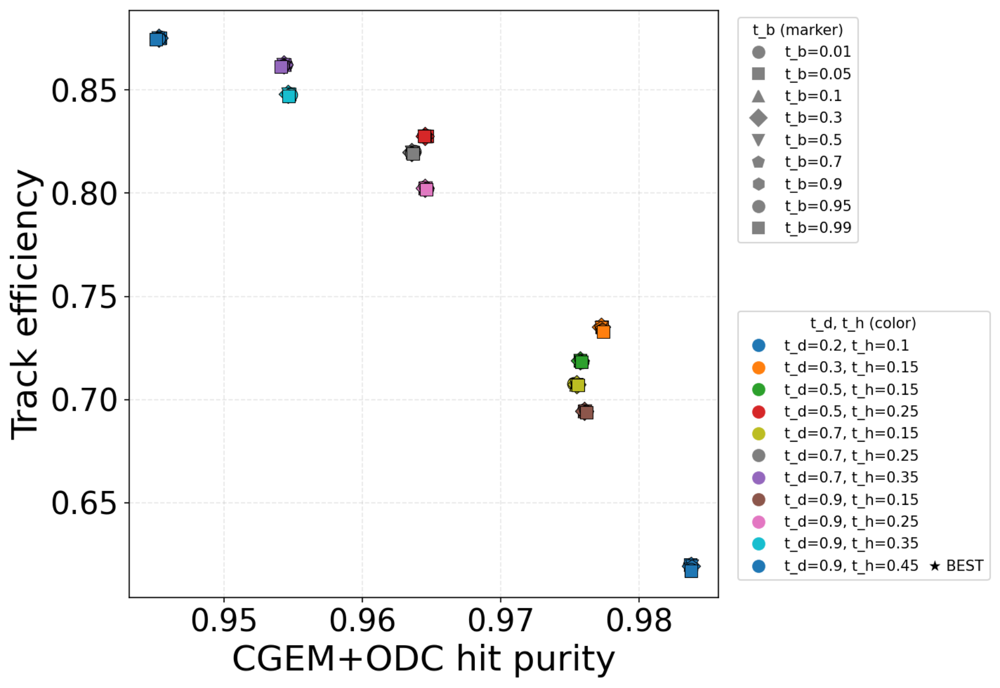 Track efficiency
0.85
0.80
0.75
0.70
0.65
0.95
0.96
0.97
0.98
CGEM+ODC hit purity
t_b (marker)
t_b=0.01
t_b=0.05
t_b=0.1
t_b=0.3
t_b=0.5
t_b=0.7
t_b=0.9
t_b=0.95
t_b=0.99
t_d, t_h (color)
t_d=0.2, t_h=0.1
t_d=0.3, t_h=0.15
t_d=0.5, t_h=0.15
t_d=0.5, t_h=0.25
t_d=0.7, t_h=0.15
t_d=0.7, t_h=0.25
t_d=0.7, t_h=0.35
t_d=0.9, t_h=0.15
t_d=0.9, t_h=0.25
t_d=0.9, t_h=0.35
t_d=0.9, t_h=0.45 ★ BEST